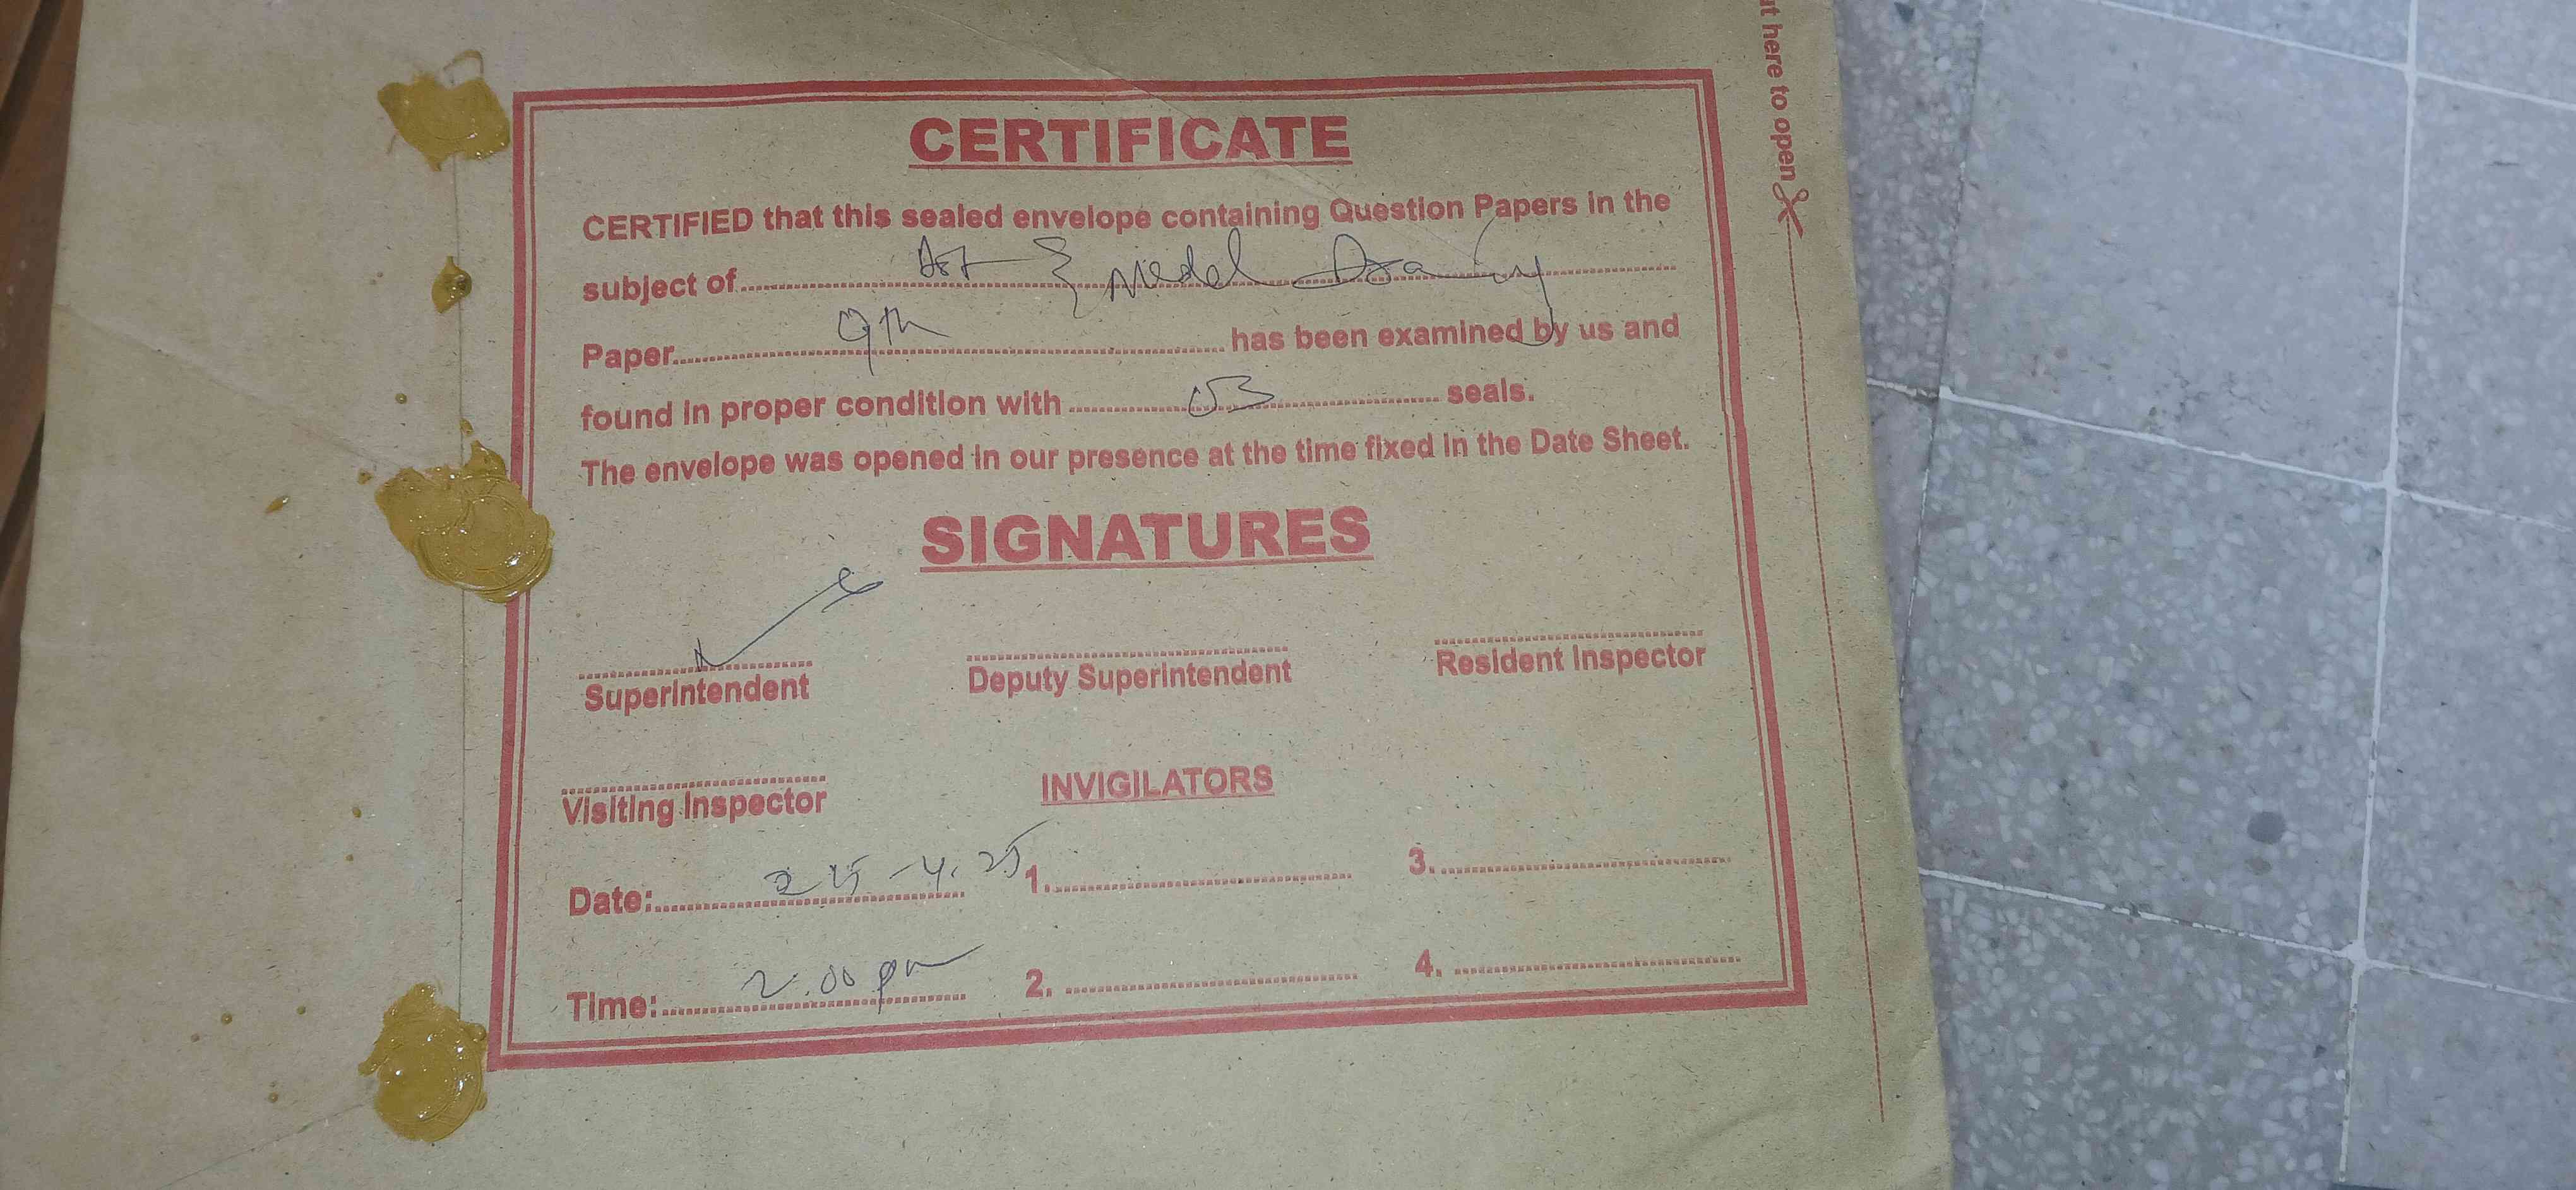 ut here to open
CERTIFICATE
CERTIFIED that this sealed envelope containing Question Papers in the
subject of Art & Model Drawing
Paper 9th has been examined by us and
found in proper condition with 03 seals.
The envelope was opened in our presence at the time fixed in the Date Sheet.
SIGNATURES
Superintendent Deputy Superintendent Resident Inspector
Visiting Inspector INVIGILATORS
Date: 25-4.25 1. 3.
Time: 2.00 pm 2. 4.